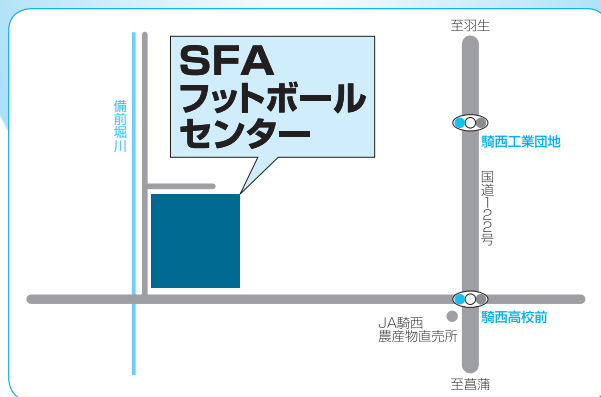 至羽生
SFA
フットボール
センター
備前堀川
騎西工業団地
国道122号
騎西高校前
JA騎西
農産物直売所
至菖蒲